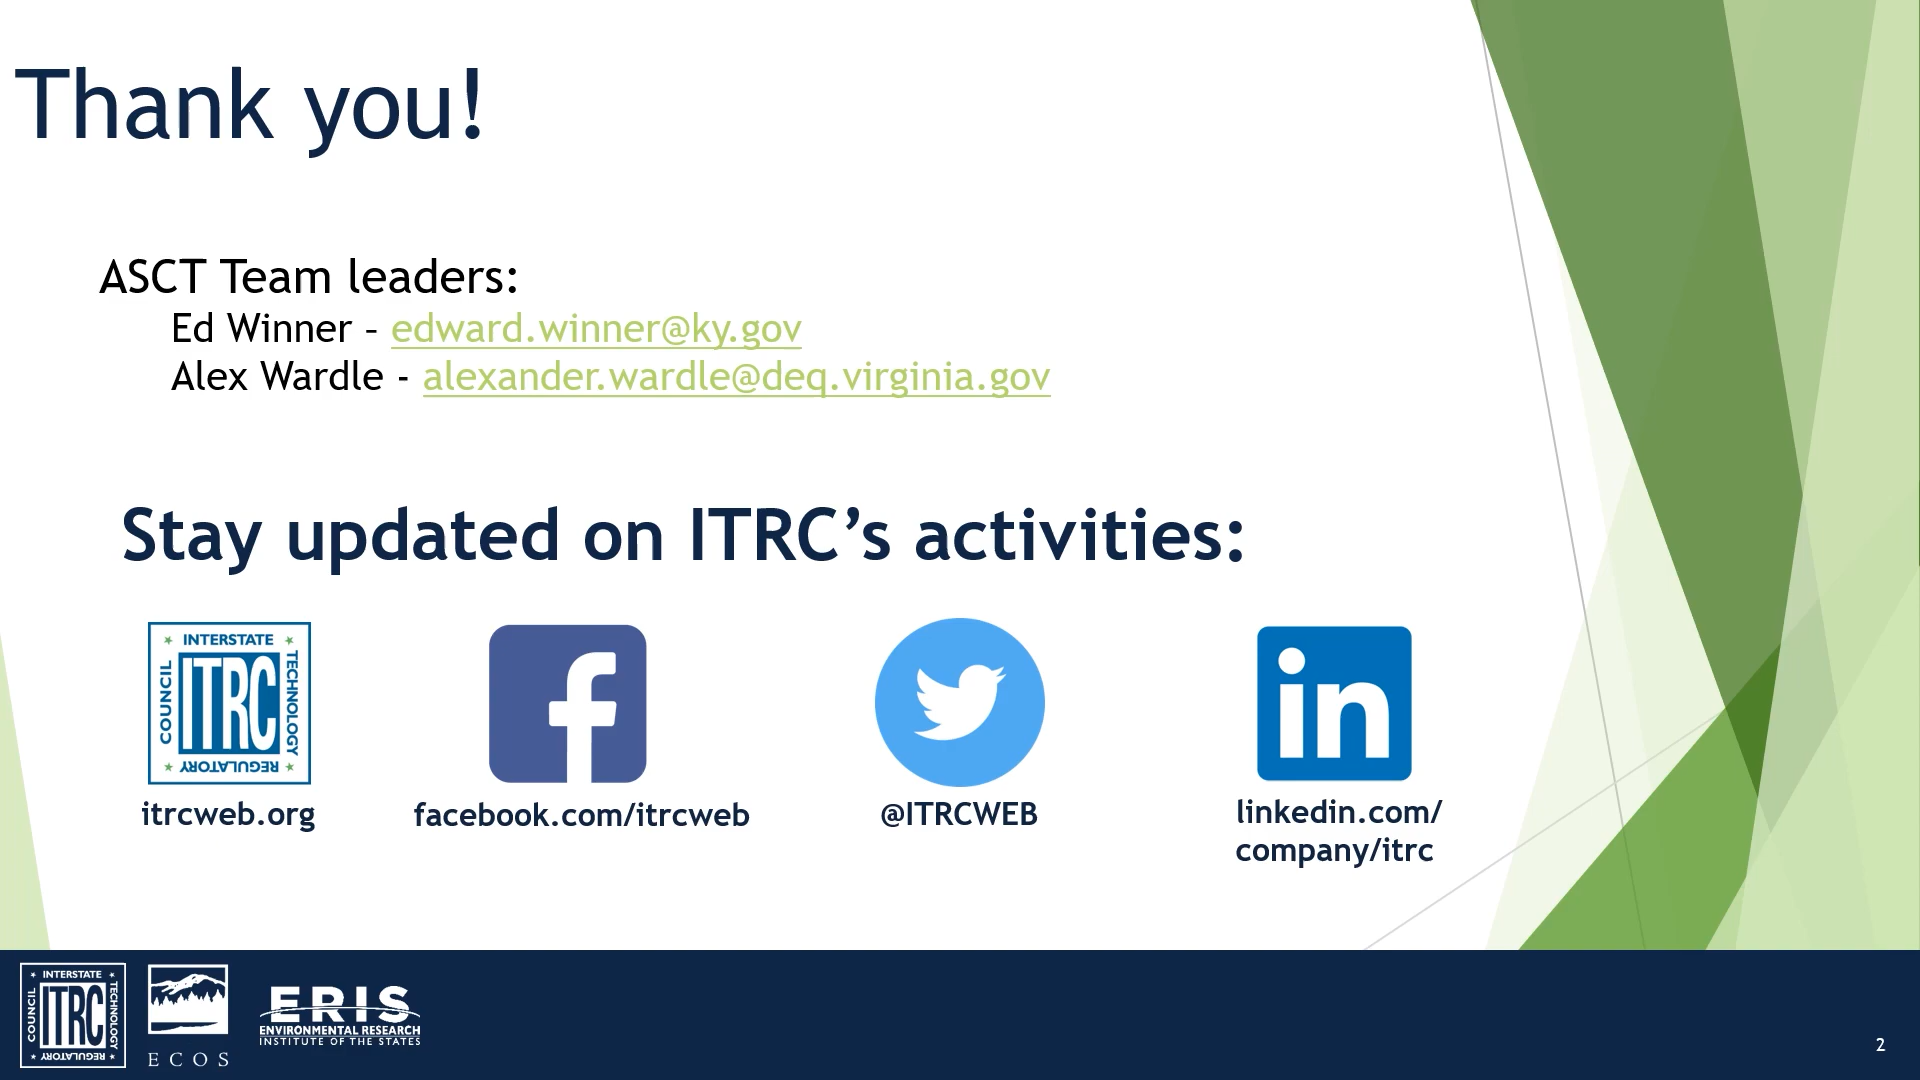 Thank you!
ASCT Team leaders:
Ed Winner – edward.winner@ky.gov
Alex Wardle - alexander.wardle@deq.virginia.gov
Stay updated on ITRC’s activities:
INTERSTATE
TECHNOLOGY
REGULATORY
COUNCIL
ITRC
f
in
itrcweb.org
facebook.com/itrcweb
@ITRCWEB
linkedin.com/
company/itrc
INTERSTATE
TECHNOLOGY
REGULATORY
COUNCIL
ITRC
ECOS
ERIS
ENVIRONMENTAL RESEARCH
INSTITUTE OF THE STATES
2